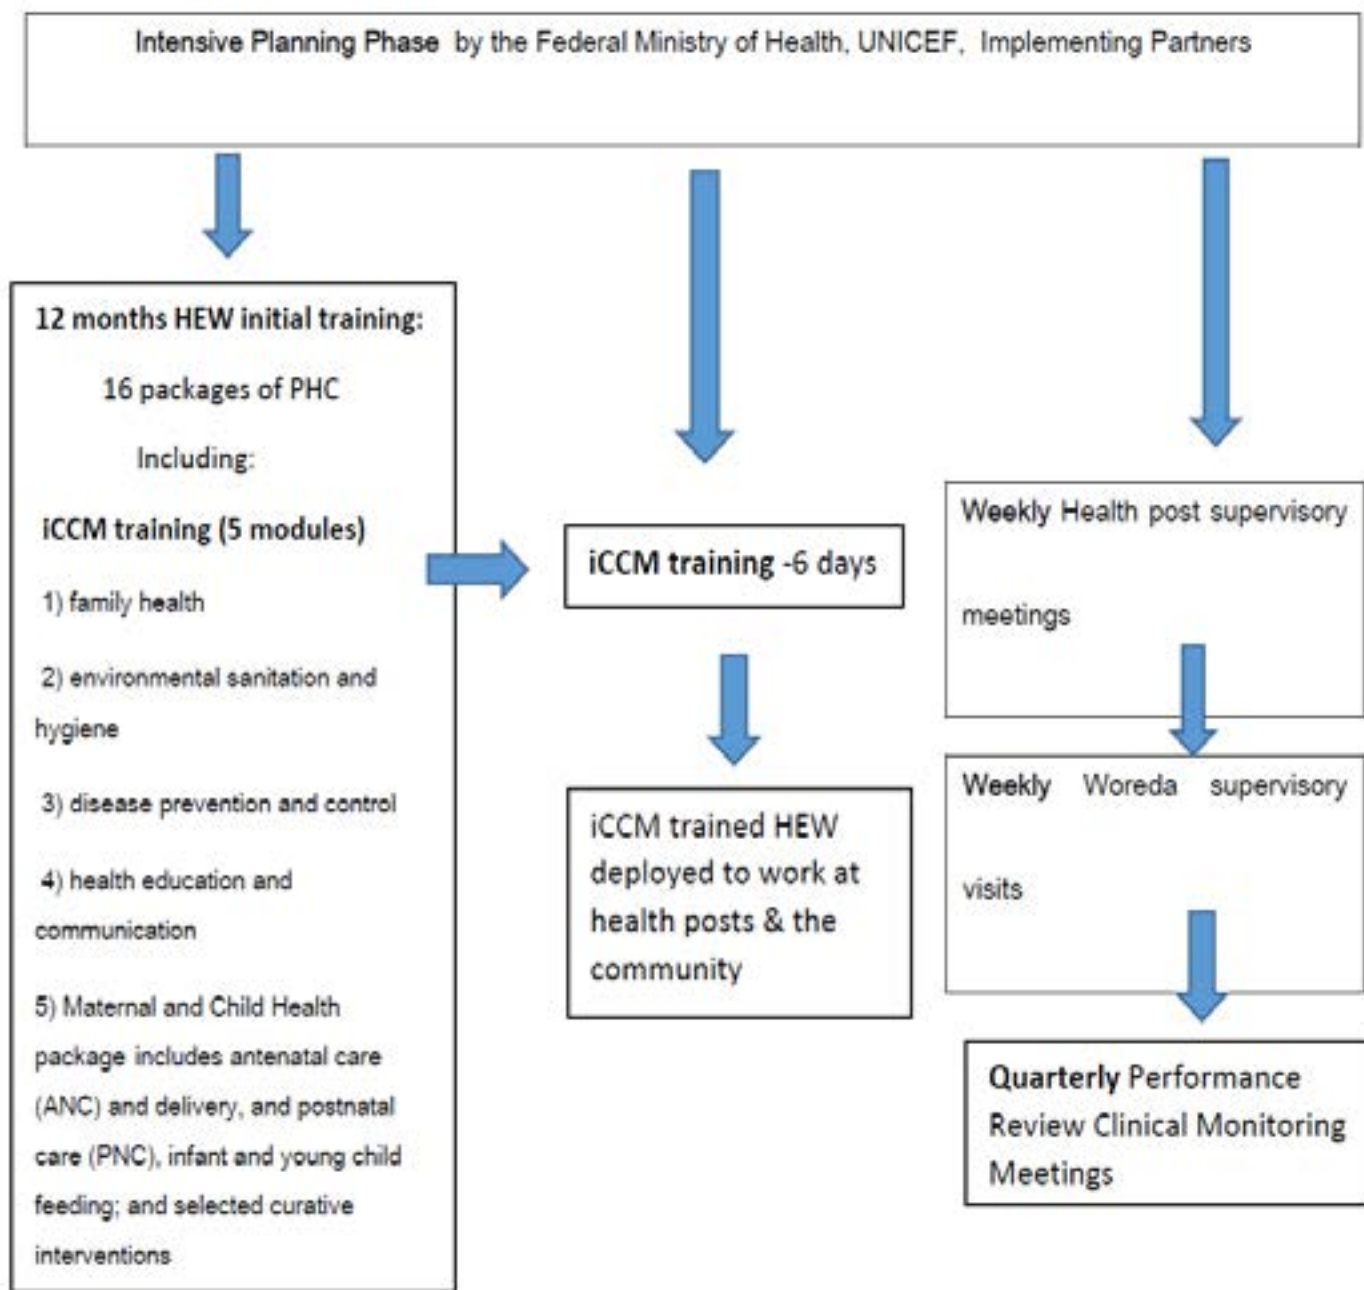 Intensive Planning Phase by the Federal Ministry of Health, UNICEF, Implementing Partners
12 months HEW initial training:
16 packages of PHC
Including:
iCCM training (5 modules)
1) family health
2) environmental sanitation and
hygiene
3) disease prevention and control
4) health education and
communication
5) Maternal and Child Health
package includes antenatal care
(ANC) and delivery, and postnatal
care (PNC), infant and young child
feeding; and selected curative
interventions
iCCM training -6 days
iCCM trained HEW
deployed to work at
health posts & the
community
Weekly Health post supervisory
meetings
Weekly Woreda supervisory
visits
Quarterly Performance
Review Clinical Monitoring
Meetings